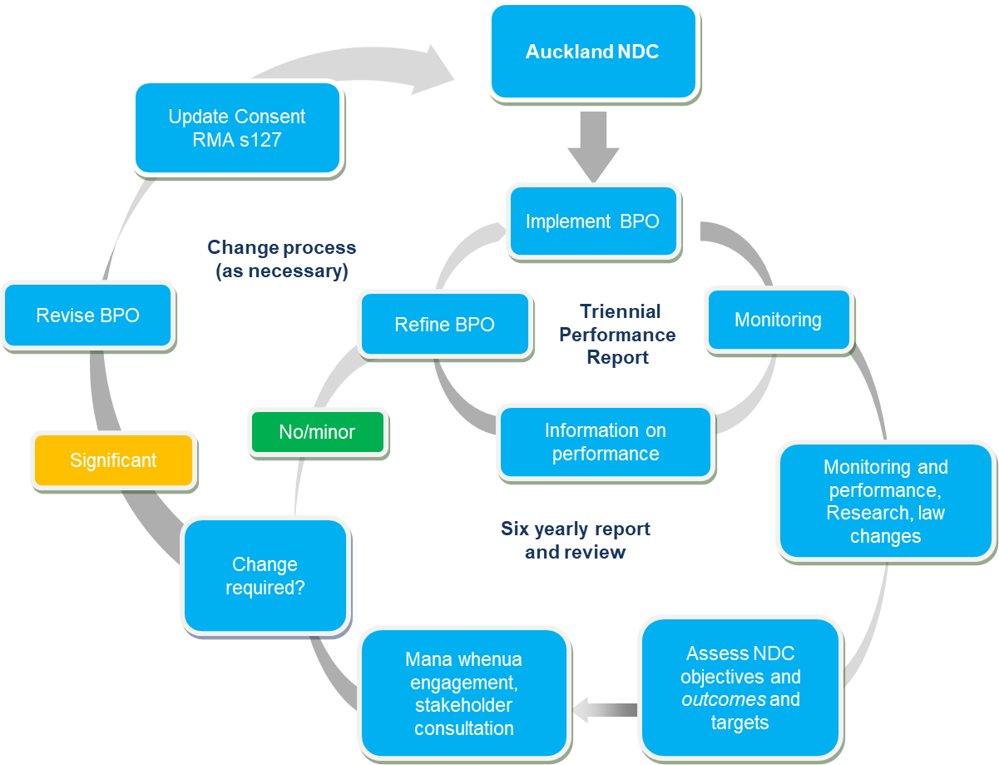 Auckland NDC
Update Consent
RMA s127
Implement BPO
Change process
(as necessary)
Revise BPO
Refine BPO
Triennial
Performance
Report
Monitoring
No/minor
Information on
performance
Significant
Monitoring and
performance,
Research, law
changes
Six yearly report
and review
Change
required?
Mana whenua
engagement,
stakeholder
consultation
Assess NDC
objectives and
outcomes and
targets